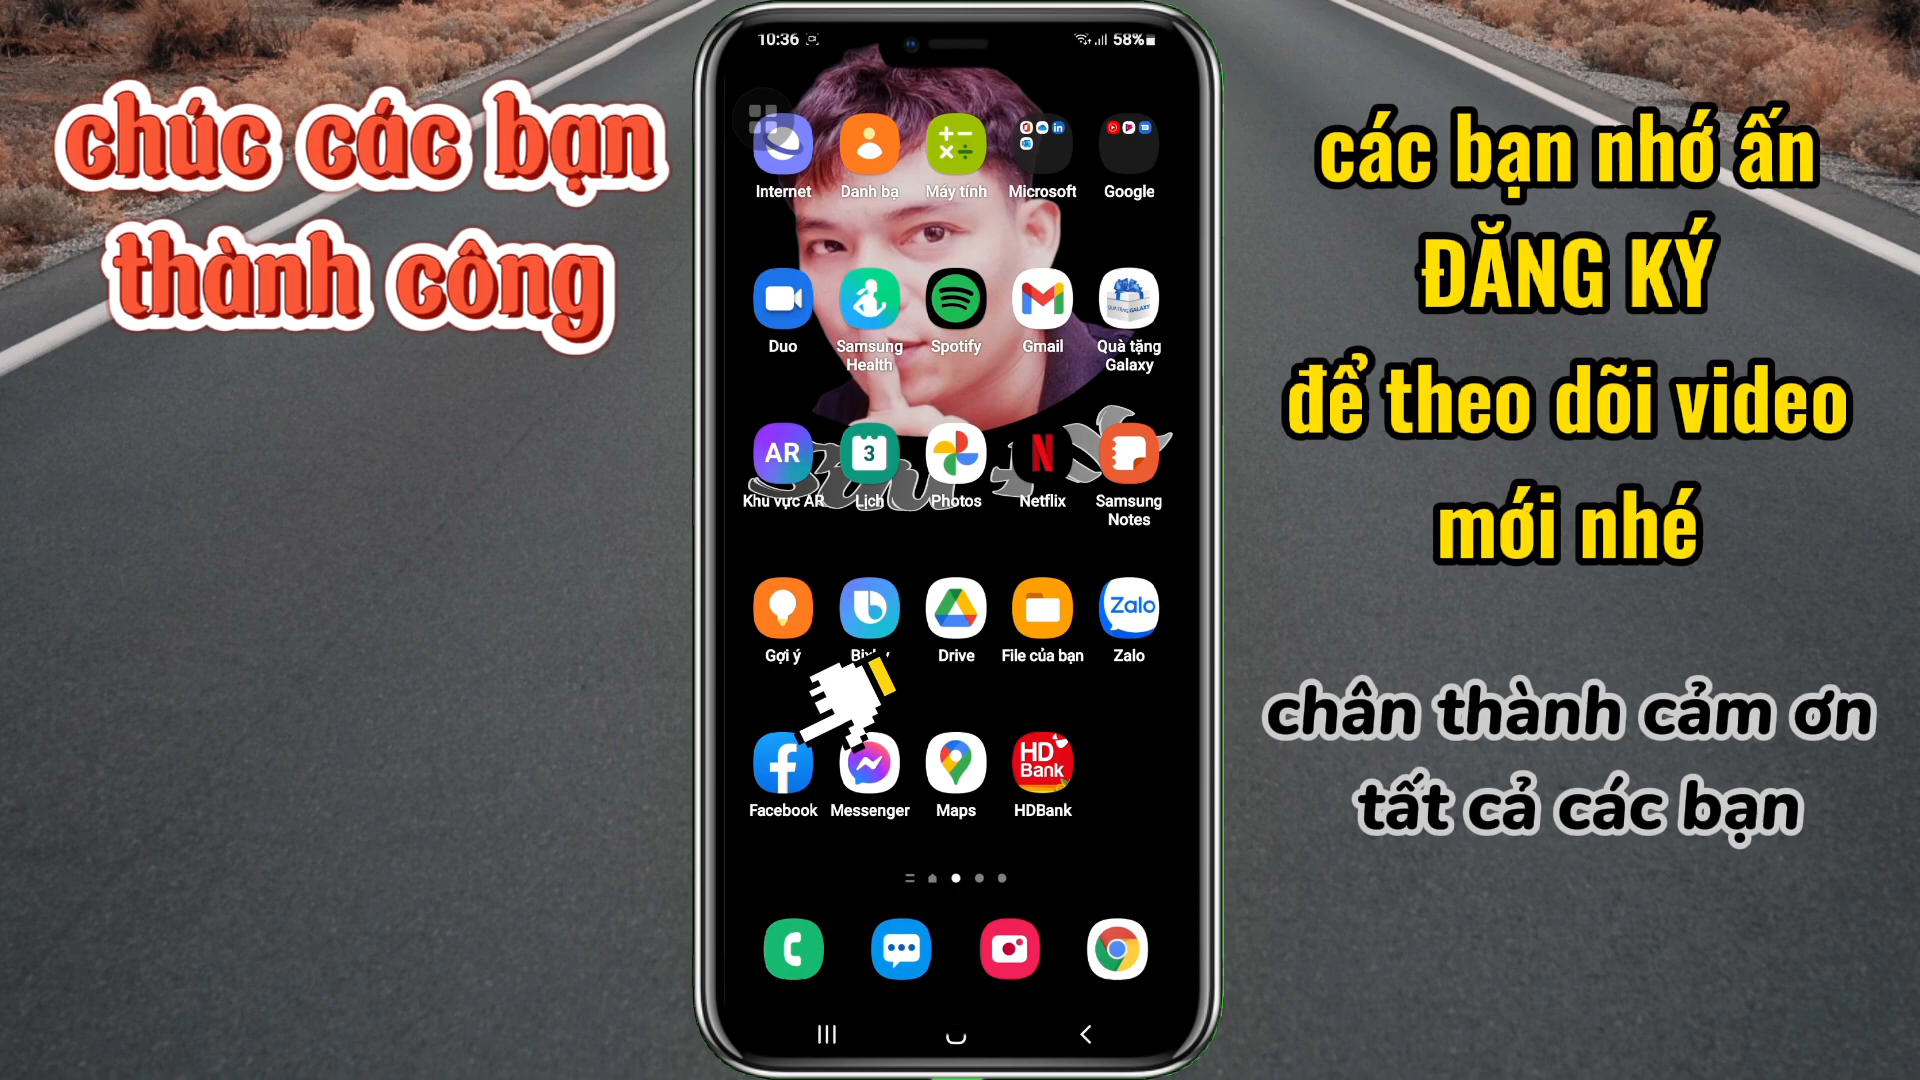 chúc các bạn
thành công
10:36
58%
Internet
Danh bạ
Máy tính
Microsoft
Google
Duo
Samsung
Health
Spotify
Gmail
Quà tặng
Galaxy
AR
3
Khu vực AR
Lịch
Photos
Netflix
Samsung
Notes
Zalo
Gợi ý
Drive
File của bạn
Zalo
HD
Bank
Facebook
Messenger
Maps
HDBank
các bạn nhớ ấn
ĐĂNG KÝ
để theo dõi video
mới nhé
chân thành cảm ơn
tất cả các bạn